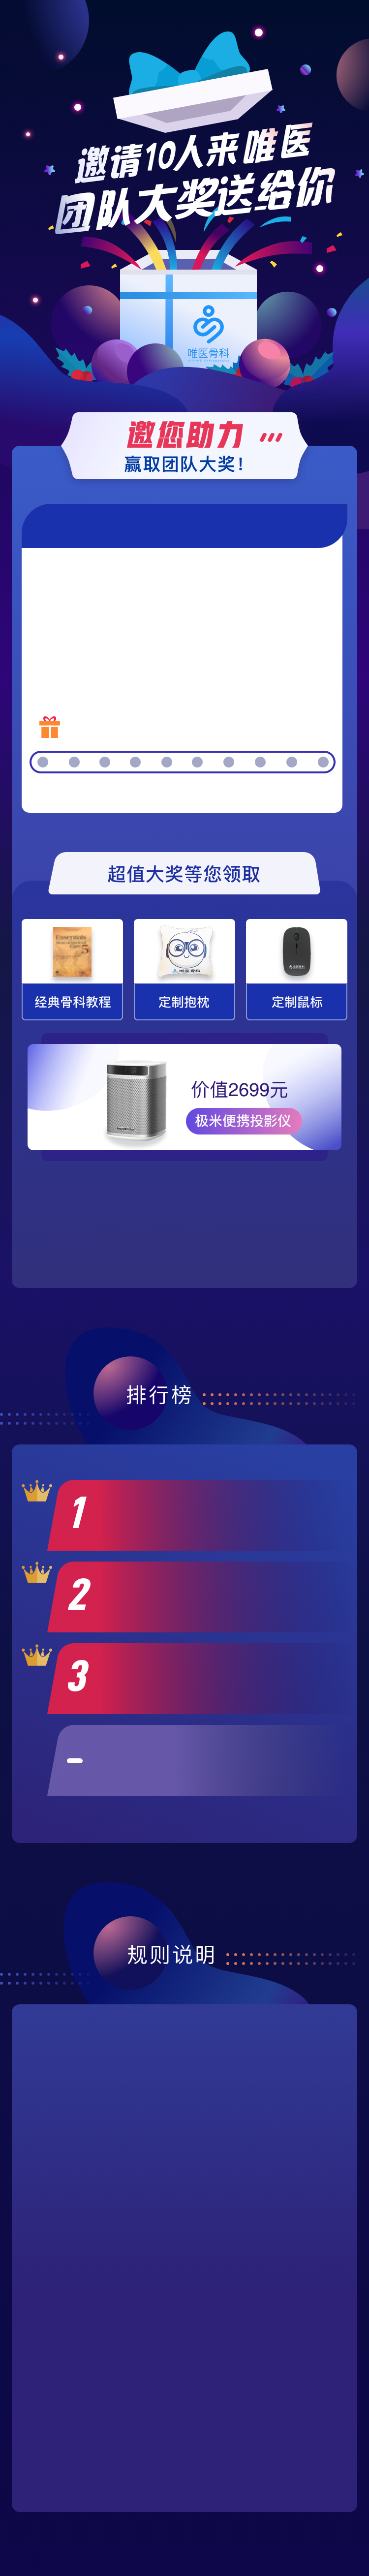 邀请10人来唯医
团队大奖送给你
唯医骨科
邀您助力
赢取团队大奖!
超值大奖等您领取
Essentials
5
唯医骨科
经典骨科教程
定制抱枕
定制鼠标
价值2699元
极米便携投影仪
排行榜
1
2
3
规则说明